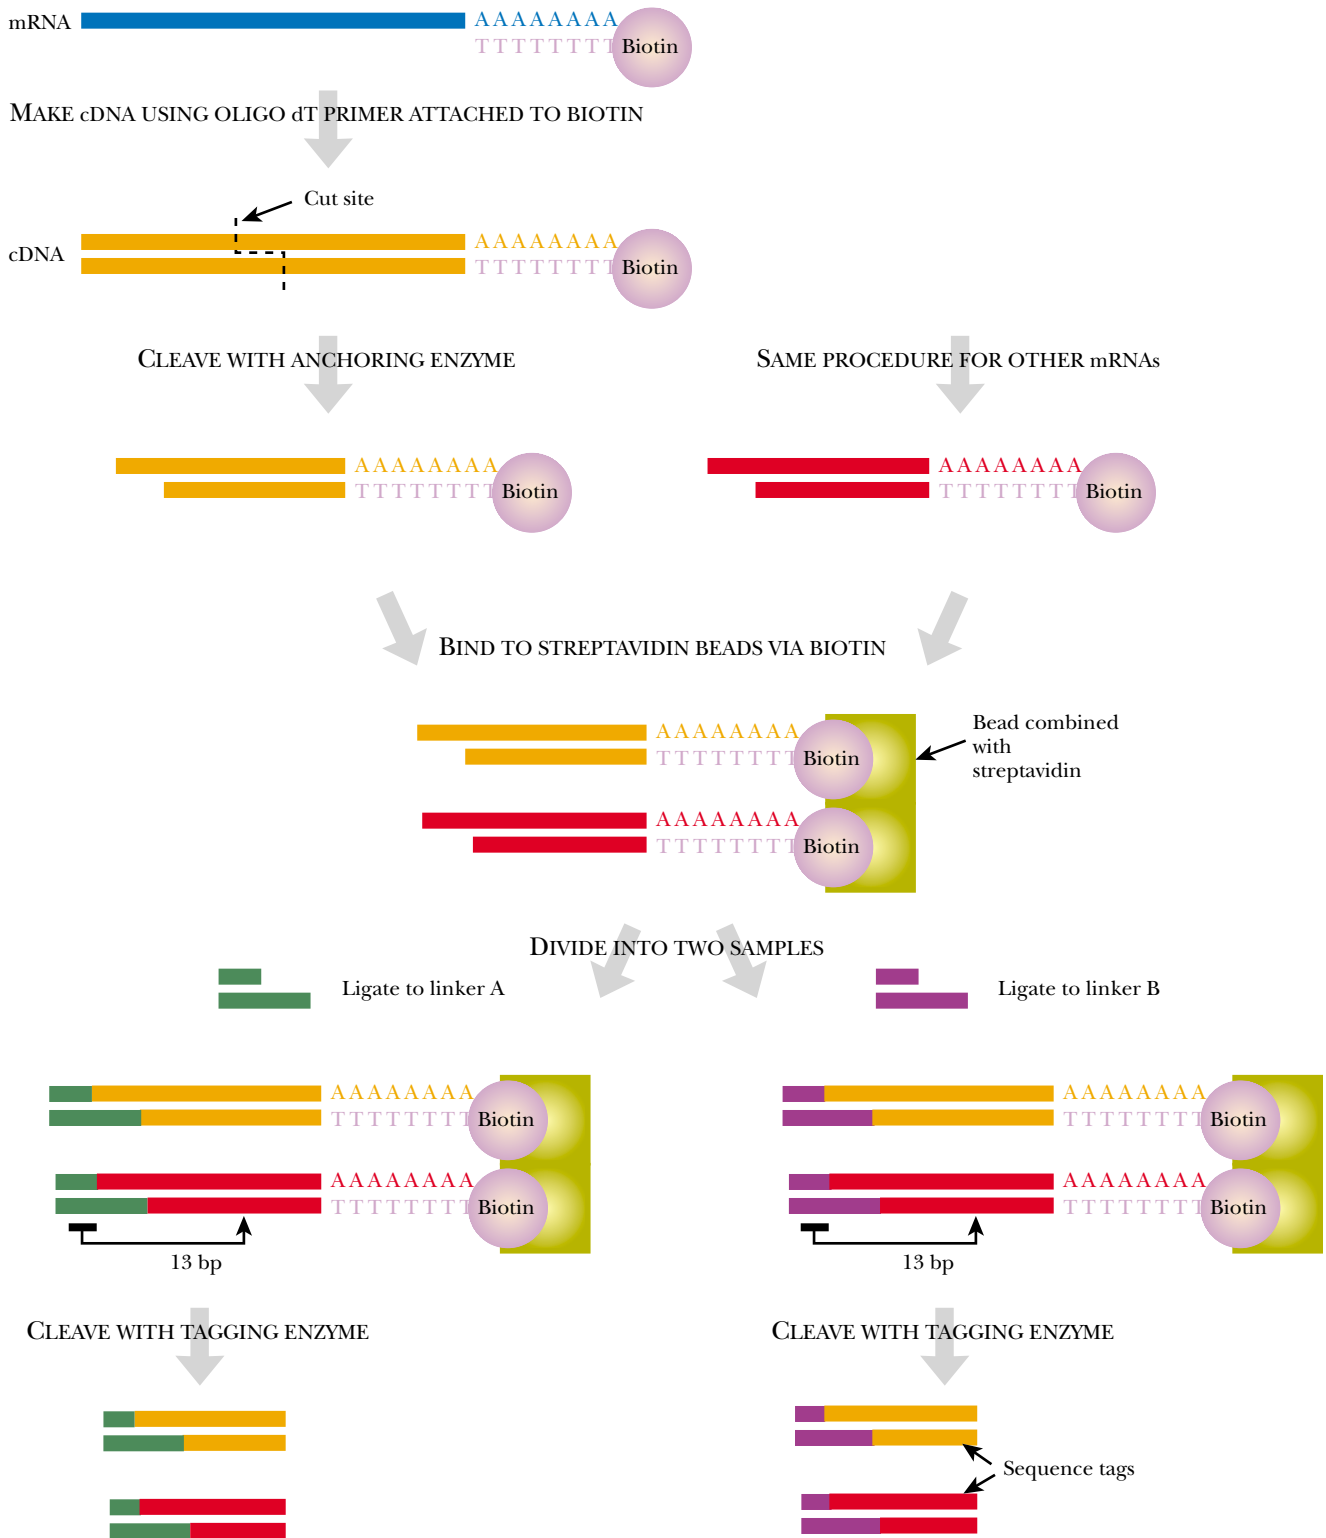 mRNA
AAAAAAAA
TTTTTTTT
Biotin
MAKE cDNA USING OLIGO dT PRIMER ATTACHED TO BIOTIN
Cut site
cDNA
AAAAAAAA
TTTTTTTT
Biotin
CLEAVE WITH ANCHORING ENZYME
SAME PROCEDURE FOR OTHER mRNAs
AAAAAAAA
TTTTTTTT
Biotin
AAAAAAAA
TTTTTTTT
Biotin
BIND TO STREPTAVIDIN BEADS VIA BIOTIN
Bead combined
with
streptavidin
AAAAAAAA
TTTTTTTT
Biotin
AAAAAAAA
TTTTTTTT
Biotin
DIVIDE INTO TWO SAMPLES
Ligate to linker A
Ligate to linker B
AAAAAAAA
TTTTTTTT
Biotin
AAAAAAAA
TTTTTTTT
Biotin
13 bp
AAAAAAAA
TTTTTTTT
Biotin
AAAAAAAA
TTTTTTTT
Biotin
13 bp
CLEAVE WITH TAGGING ENZYME
CLEAVE WITH TAGGING ENZYME
Sequence tags